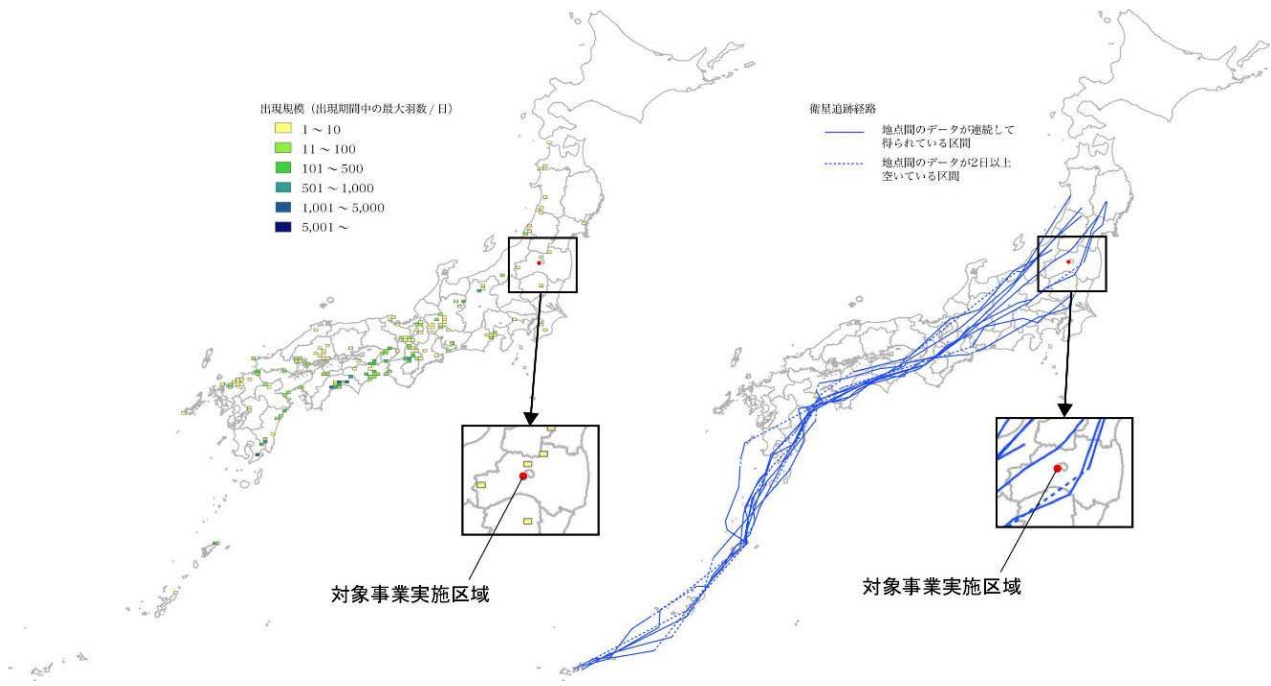 出現規模（出現期間中の最大羽数/日）
1～10
11～100
101～500
501～1,000
1,001～5,000
5,001～
対象事業実施区域
衛星追跡経路
地点間のデータが連続して
得られている区間
地点間のデータが2日以上
空いている区間
対象事業実施区域